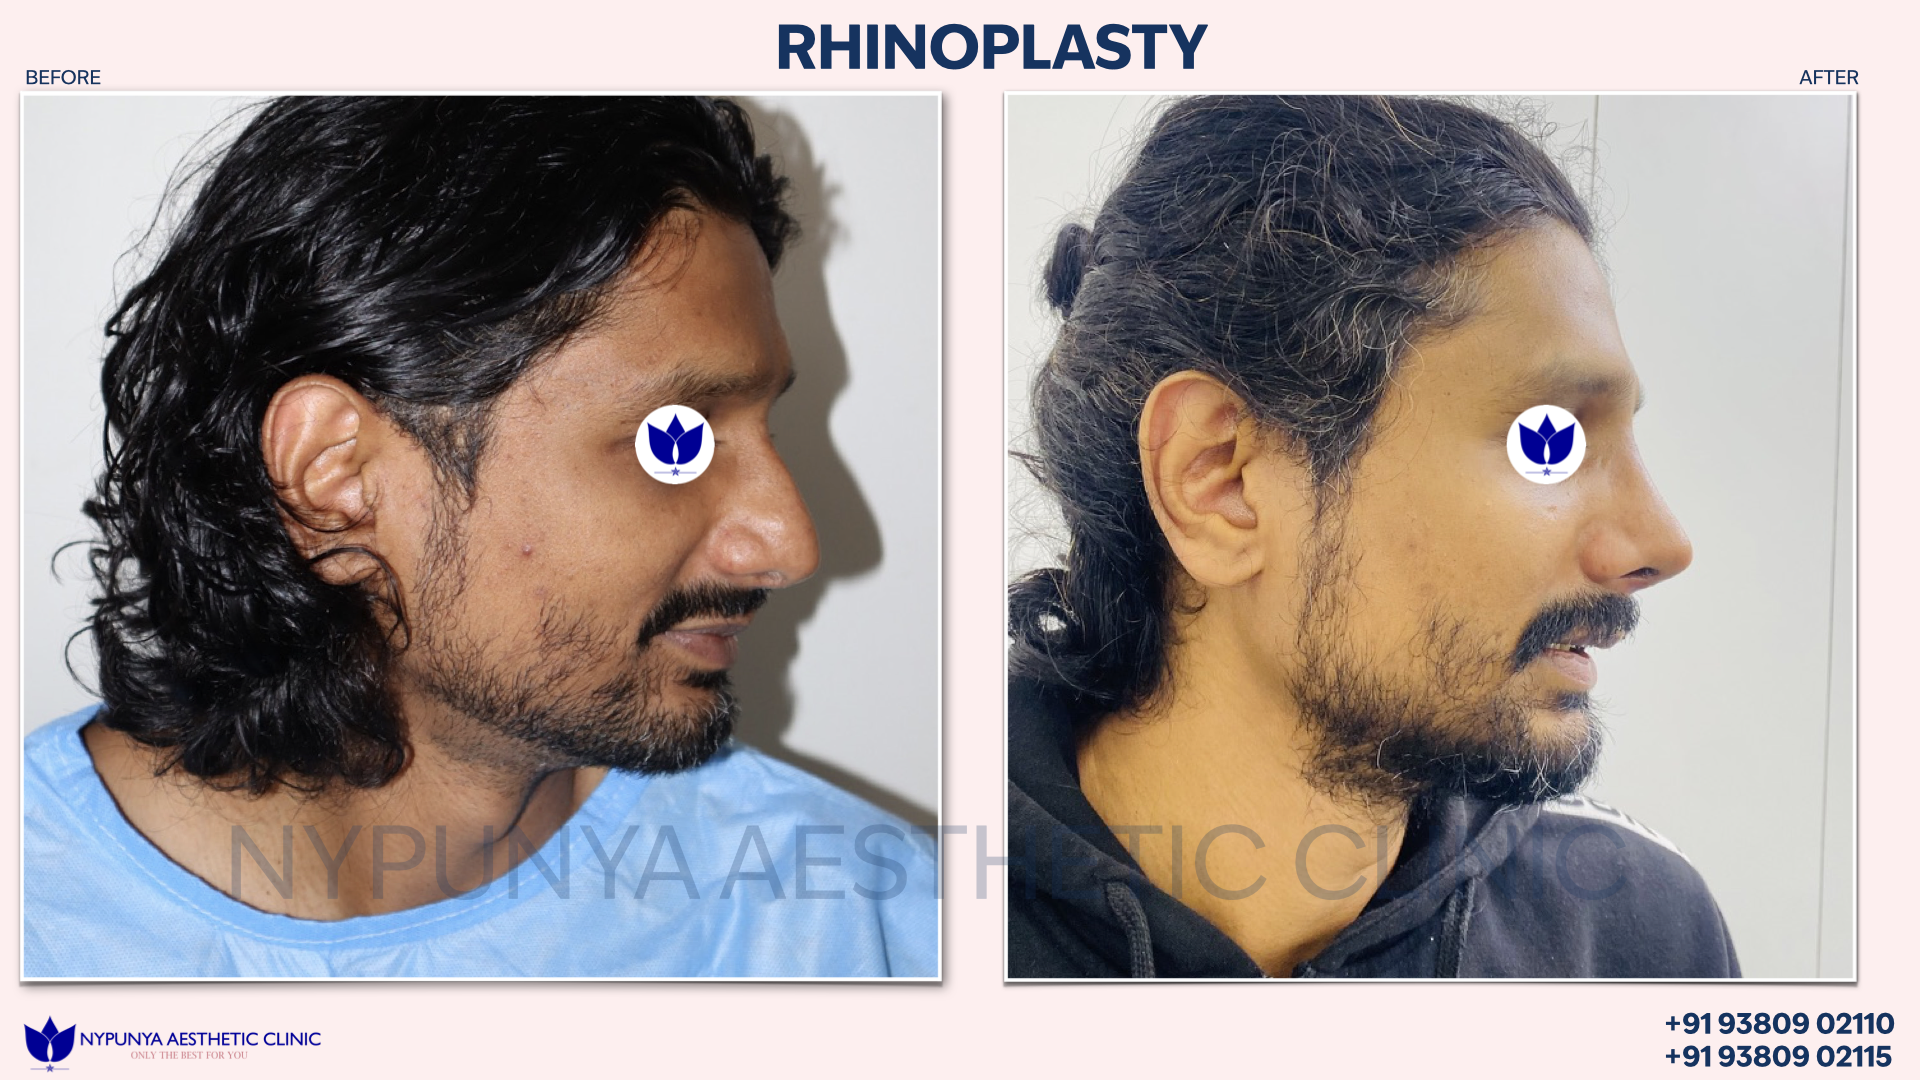 RHINOPLASTY
BEFORE
AFTER
NYPUNYA AESTHETIC CLINIC
NYPUNYA AESTHETIC CLINIC
ONLY THE BEST FOR YOU
+91 93809 02110
+91 93809 02115